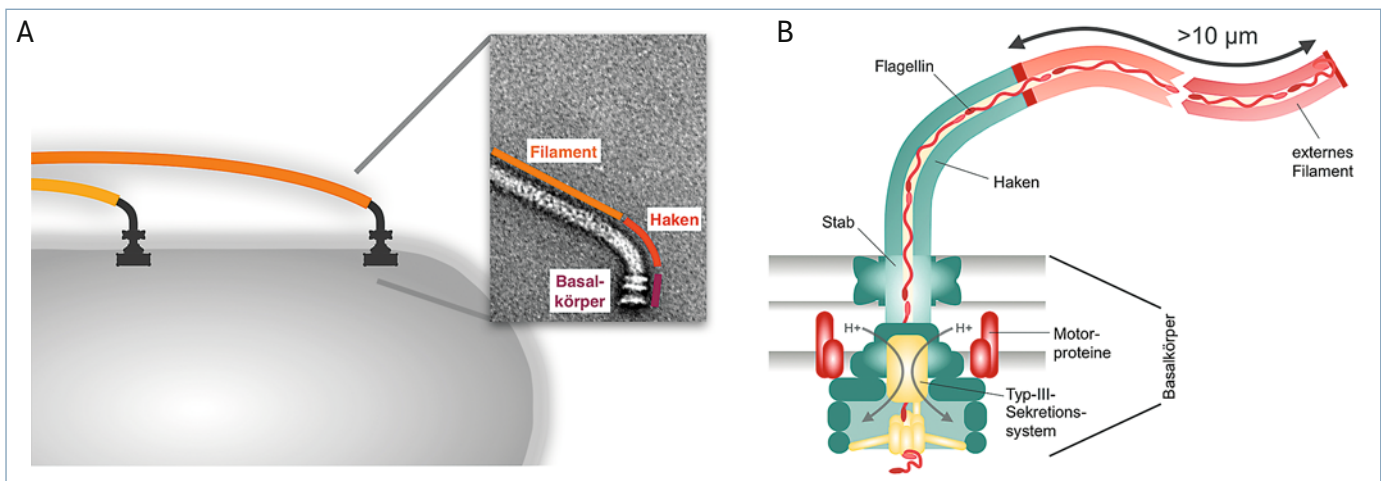 A
Filament
Haken
Basal-
körper
B
>10 µm
Flagellin
externes
Filament
Haken
Stab
H+
H+
Motor-
proteine
Typ-III-
Sekretions-
system
Basalkörper